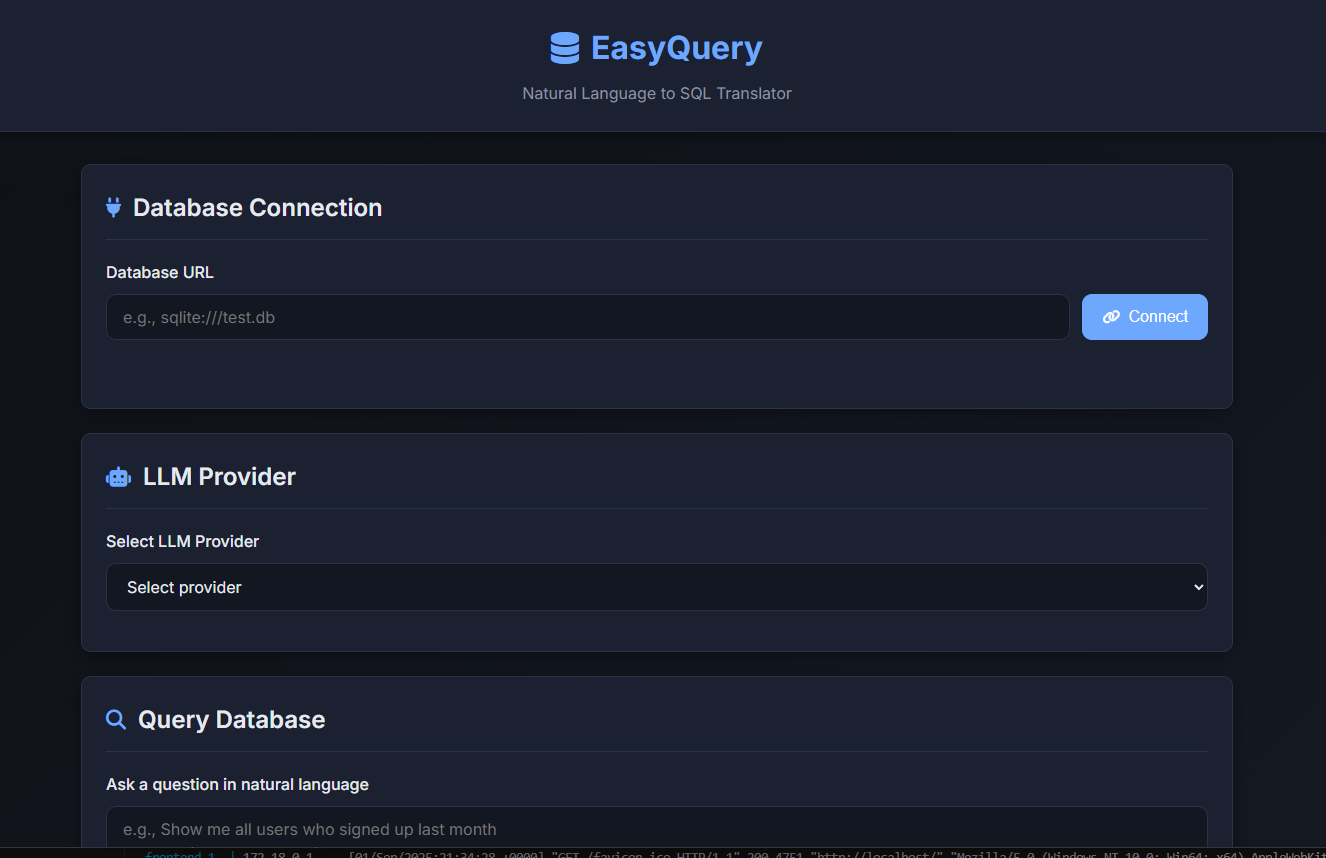 EasyQuery
Natural Language to SQL Translator
Database Connection
Database URL
e.g., sqlite:///test.db
Connect
LLM Provider
Select LLM Provider
Select provider
Query Database
Ask a question in natural language
e.g., Show me all users who signed up last month
frontend-1 | 172.18.0.1 - - [01/Sep/2025:21:34:28 +0000] "GET /favicon.ico HTTP/1.1" 200 4751 "http://localhost/" "Mozilla/5.0 (Windows NT 10.0; Win64; x64) AppleWebKit